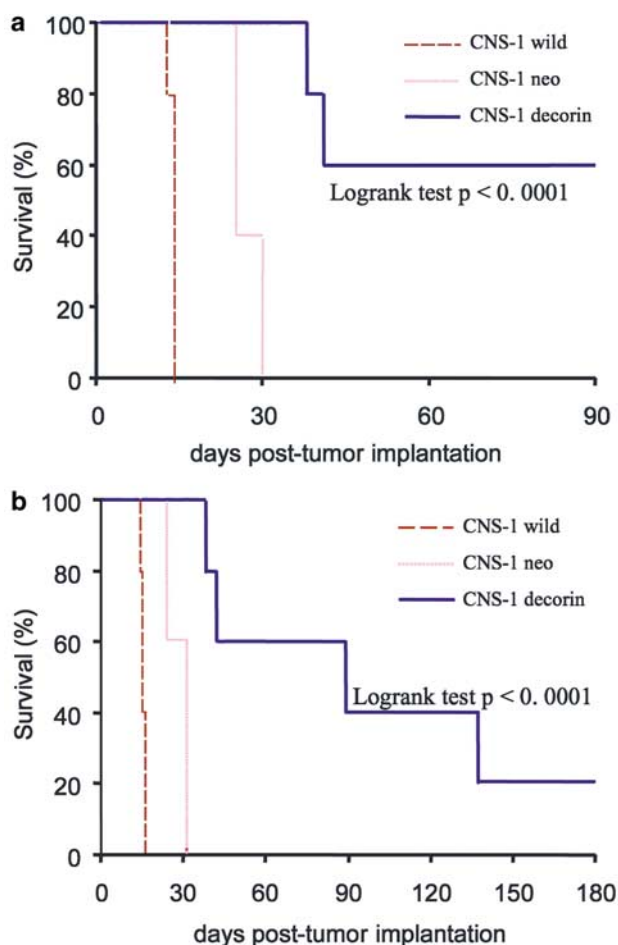 a
100
80
60
40
20
0
Survival (%)
CNS-1 wild
CNS-1 neo
CNS-1 decorin
Logrank test p < 0. 0001
0 30 60 90
days post-tumor implantation
b
100
80
60
40
20
0
Survival (%)
CNS-1 wild
CNS-1 neo
CNS-1 decorin
Logrank test p < 0. 0001
0 30 60 90 120 150 180
days post-tumor implantation